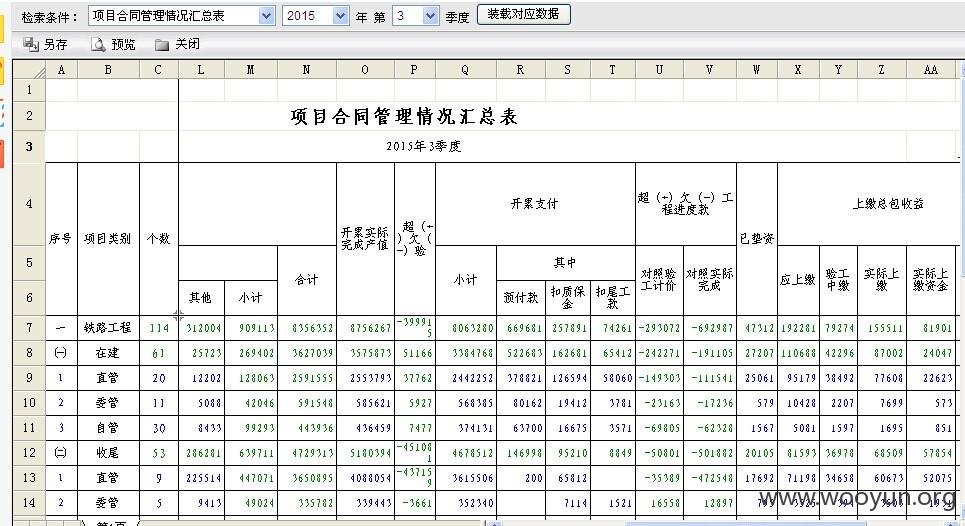 检索条件： 项目合同管理情况汇总表 2015 年 第 3 季度 装载对应数据
另存 预览 关闭
A B C L M N O P Q R S T U V W X Y Z AA
1
2 项目合同管理情况汇总表
3 2015年3季度
4 序号 项目类别 个数 开累实际完成产值 超（+）欠（-）验 开累支付 超（+）欠（-）工程进度款 已垫资 上缴总包收益
5 合计 小计 其中 对照验工计价 对照实际完成 应上缴 验工中缴 实际上缴 实际上缴资金
6 其他 小计 预付款 扣质保金 扣尾工款
7 一 铁路工程 114 312004 909113 8356352 8756267 -399915 8063280 669681 257891 74261 -293072 -692987 47312 192281 79274 155511 81901
8 (一) 在建 61 25723 269402 3627039 3575873 51166 3384768 522683 162681 65412 -242271 -191105 27207 110688 42296 87002 24047
9 1 直管 20 12202 128063 2591555 2553793 37762 2442252 378821 126594 58060 -149303 -111541 25061 95179 38492 77608 22623
10 2 委管 11 5088 42046 591548 585621 5927 568385 80162 19412 3781 -23163 -17236 579 10428 2207 7699 573
11 3 自管 30 8433 99293 443936 436459 7477 374131 63700 16675 3571 -69805 -62328 1567 5081 1597 1695 851
12 (二) 收尾 53 286281 639711 4729313 5180394 -451081 4678512 146998 95210 8849 -50801 -501882 20105 81593 36978 68509 57854
13 1 直管 9 225514 447071 3650895 4088054 -437159 3615506 200 65812 -35389 -472548 17692 71198 34658 60673 52075
14 2 委管 5 9413 49024 335782 339443 -3661 352340 7114 1521 16558 12897
www.wooyun.org
第1页